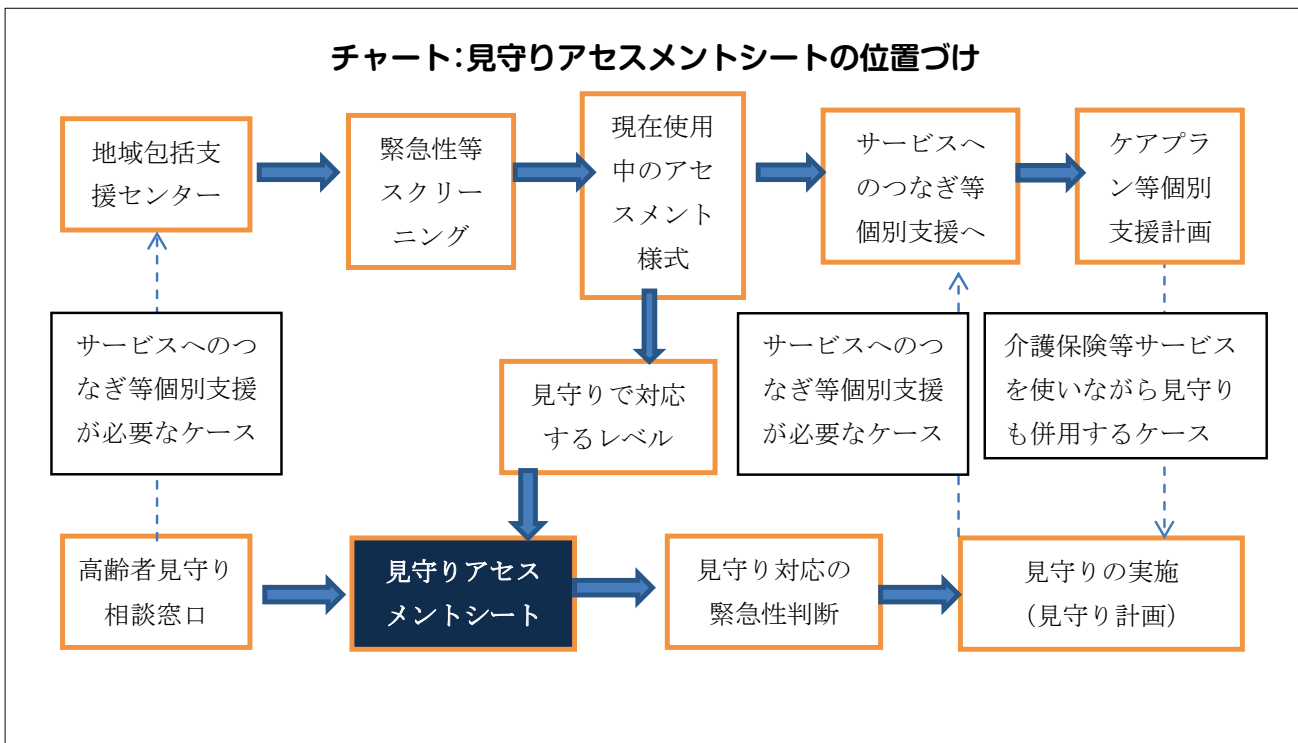 チャート：見守りアセスメントシートの位置づけ
地域包括支
援センター
緊急性等
スクリー
ニング
現在使用
中のアセ
スメント
様式
サービスへ
のつなぎ等
個別支援へ
ケアプラ
ン等個別
支援計画
サービスへのつ
なぎ等個別支援
が必要なケース
見守りで対応
するレベル
サービスへのつ
なぎ等個別支援
が必要なケース
介護保険等サービス
を使いながら見守り
も併用するケース
高齢者見守り
相談窓口
見守りアセス
メントシート
見守り対応の
緊急性判断
見守りの実施
（見守り計画）